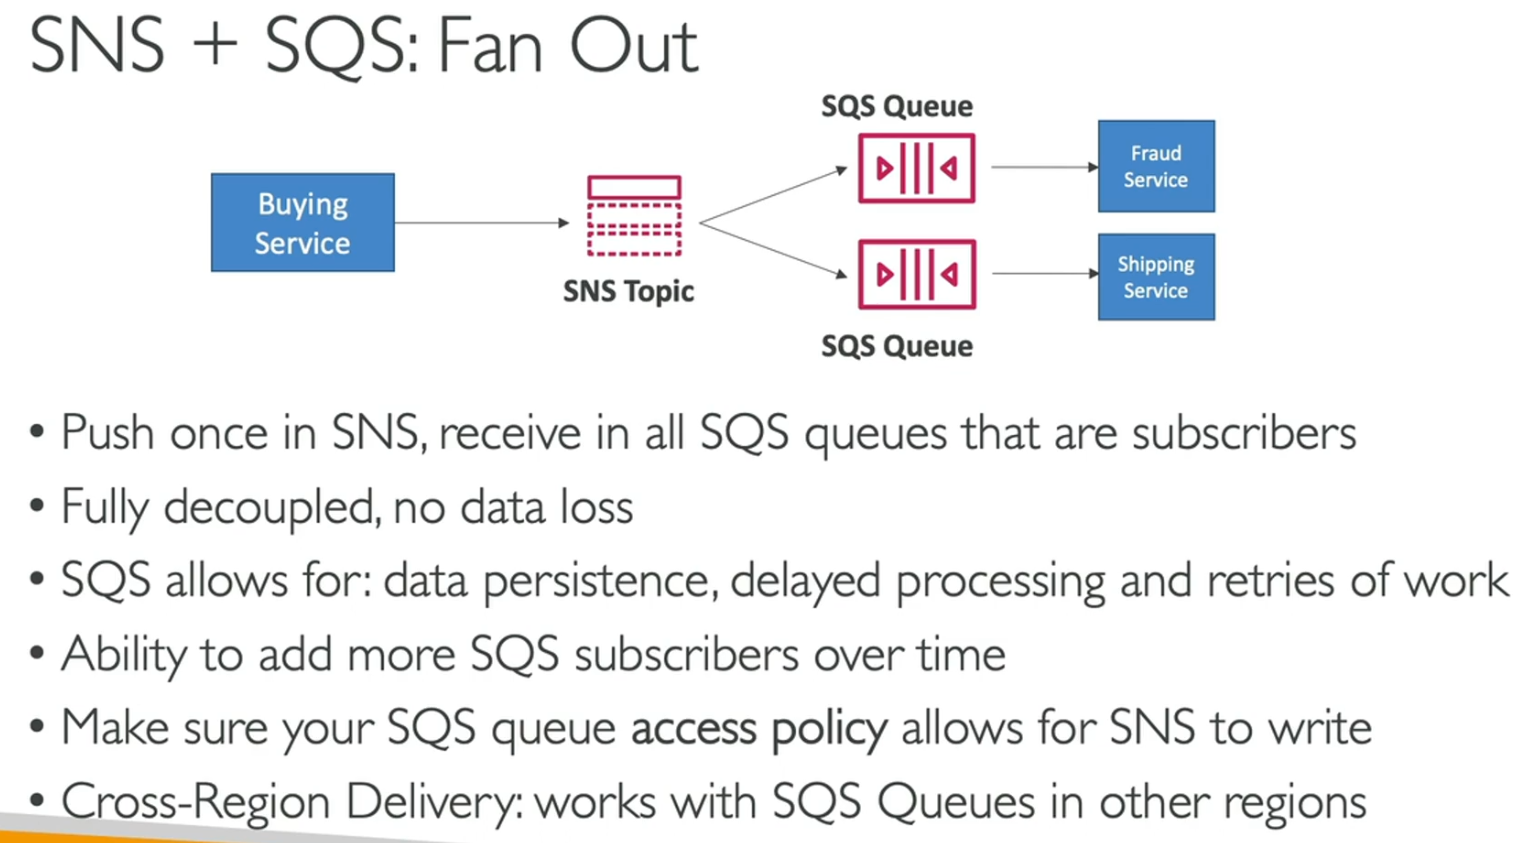 SNS + SQS: Fan Out
SQS Queue
Buying
Service
SNS Topic
Fraud
Service
Shipping
Service
SQS Queue
• Push once in SNS, receive in all SQS queues that are subscribers
• Fully decoupled, no data loss
• SQS allows for: data persistence, delayed processing and retries of work
• Ability to add more SQS subscribers over time
• Make sure your SQS queue access policy allows for SNS to write
• Cross-Region Delivery: works with SQS Queues in other regions